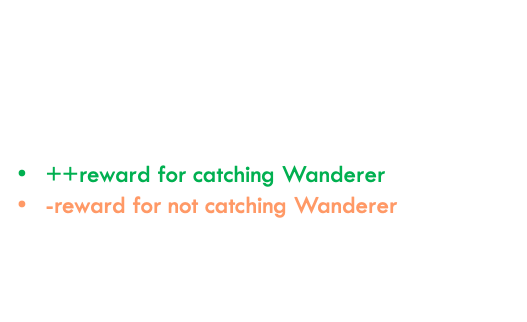 • ++reward for catching Wanderer
• -reward for not catching Wanderer